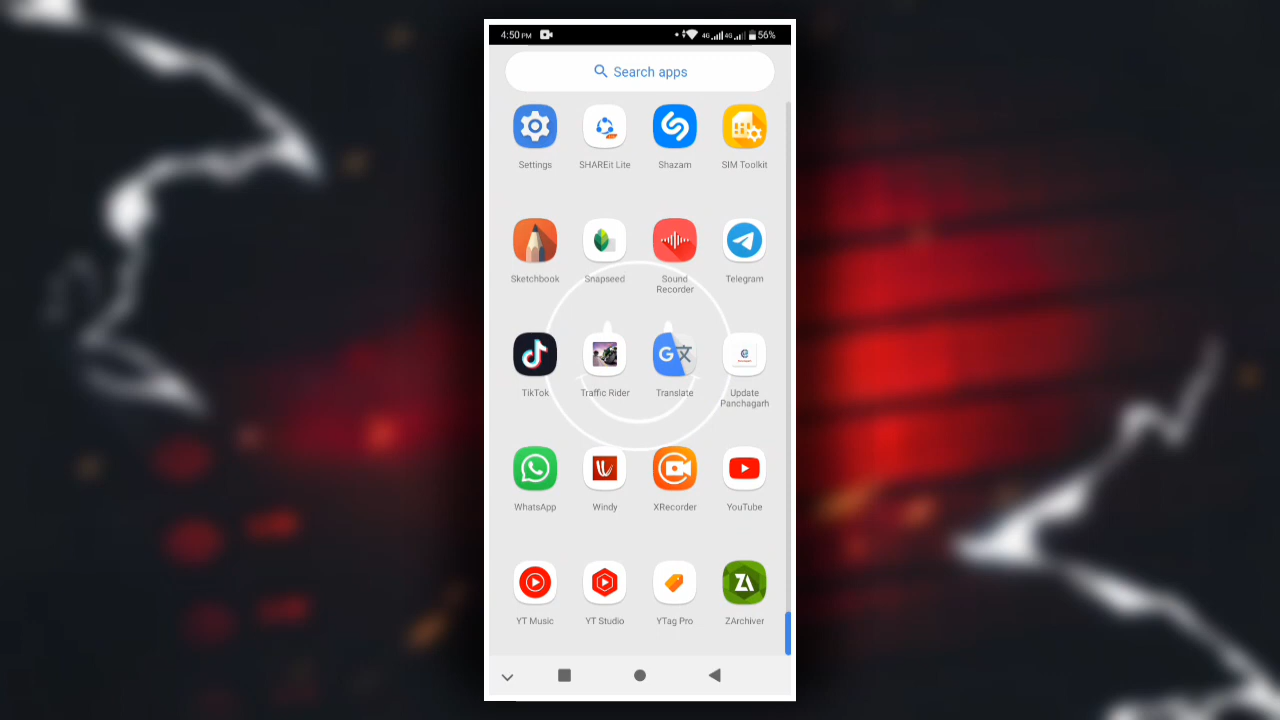 4:50 PM 4G 4G 56%
Search apps
Settings SHAREit Lite Shazam SIM Toolkit
Sketchbook Snapseed Sound Recorder Telegram
TikTok Traffic Rider Translate Update Panchagarh
WhatsApp Windy XRecorder YouTube
YT Music YT Studio YTag Pro ZArchiver